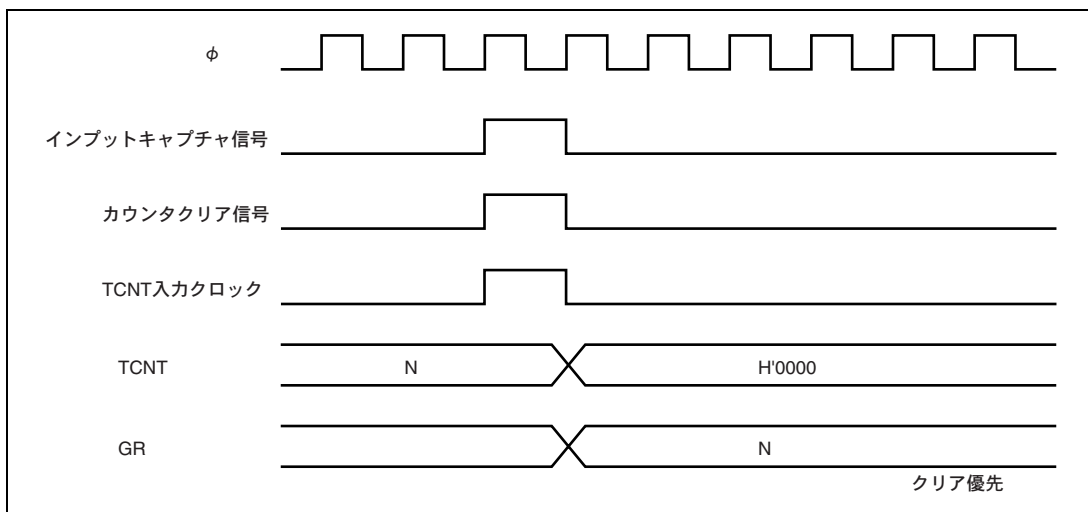 φ
インプットキャプチャ信号
カウンタクリア信号
TCNT入力クロック
TCNT N H'0000
GR N
クリア優先